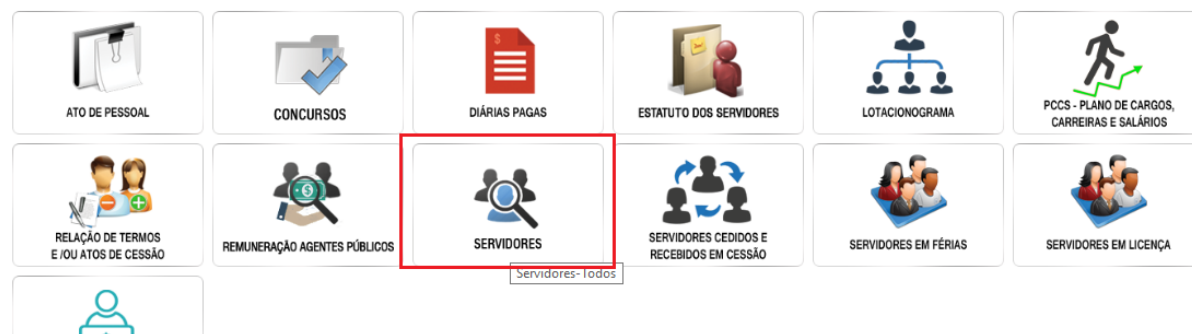 ATO DE PESSOAL
CONCURSOS
$
DIÁRIAS PAGAS
ESTATUTO DOS SERVIDORES
LOTACIONOGRAMA
PCCS - PLANO DE CARGOS,
CARREIRAS E SALÁRIOS
RELAÇÃO DE TERMOS
E /OU ATOS DE CESSÃO
$
REMUNERAÇÃO AGENTES PÚBLICOS
SERVIDORES
SERVIDORES CEDIDOS E
RECEBIDOS EM CESSÃO
SERVIDORES EM FÉRIAS
SERVIDORES EM LICENÇA
Servidores-Todos